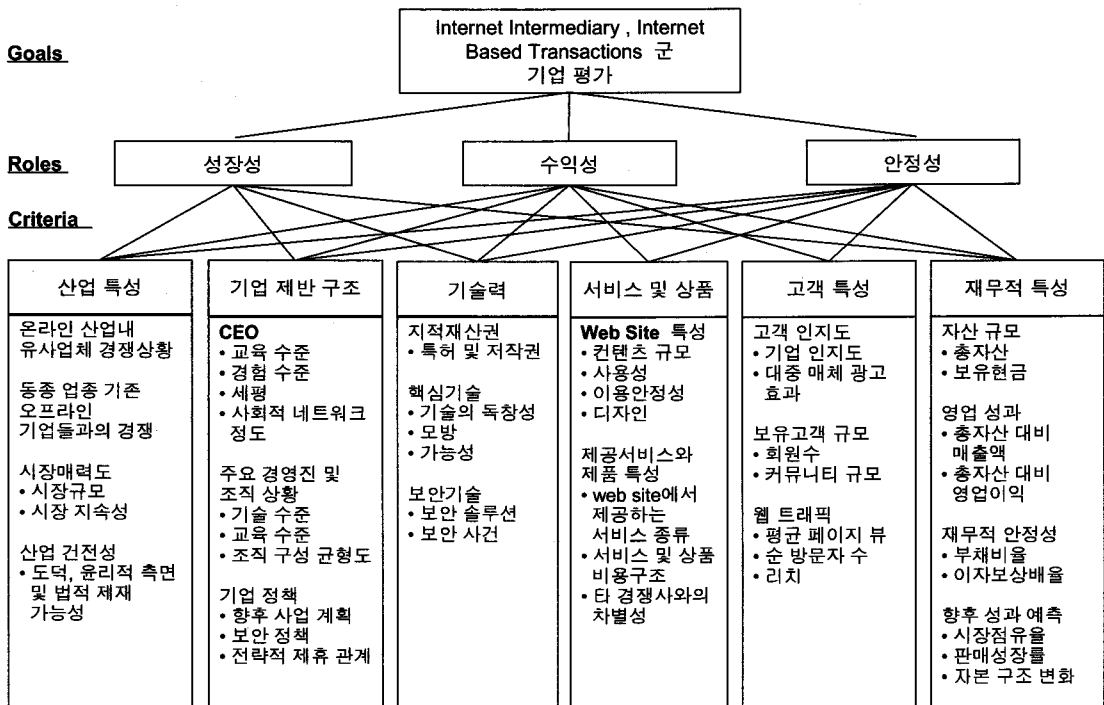 Goals
Internet Intermediary , Internet
Based Transactions 군
기업 평가
Roles
성장성
수익성
안정성
Criteria
산업 특성
온라인 산업내
유사업체 경쟁상황
동종 업종 기존
오프라인
기업들과의 경쟁
시장매력도
• 시장규모
• 시장 지속성
산업 건전성
• 도덕, 윤리적 측면
및 법적 제재
가능성
기업 제반 구조
CEO
• 교육 수준
• 경험 수준
• 세평
• 사회적 네트워크
정도
주요 경영진 및
조직 상황
• 기술 수준
• 교육 수준
• 조직 구성 균형도
기업 정책
• 향후 사업 계획
• 보안 정책
• 전략적 제휴 관계
기술력
지적재산권
• 특허 및 저작권
핵심기술
• 기술의 독창성
• 모방
• 가능성
보안기술
• 보안 솔루션
• 보안 사건
서비스 및 상품
Web Site 특성
• 컨텐츠 규모
• 사용성
• 이용안정성
• 디자인
제공서비스와
제품 특성
• web site에서
제공하는
서비스 종류
• 서비스 및 상품
비용구조
• 타 경쟁사와의
차별성
고객 특성
고객 인지도
• 기업 인지도
• 대중 매체 광고
효과
보유고객 규모
• 회원수
• 커뮤니티 규모
웹 트래픽
• 평균 페이지 뷰
• 순 방문자 수
• 리치
재무적 특성
자산 규모
• 총자산
• 보유현금
영업 성과
• 총자산 대비
매출액
• 총자산 대비
영업이익
재무적 안정성
• 부채비율
• 이자보상배율
향후 성과 예측
• 시장점유율
• 판매성장률
• 자본 구조 변화